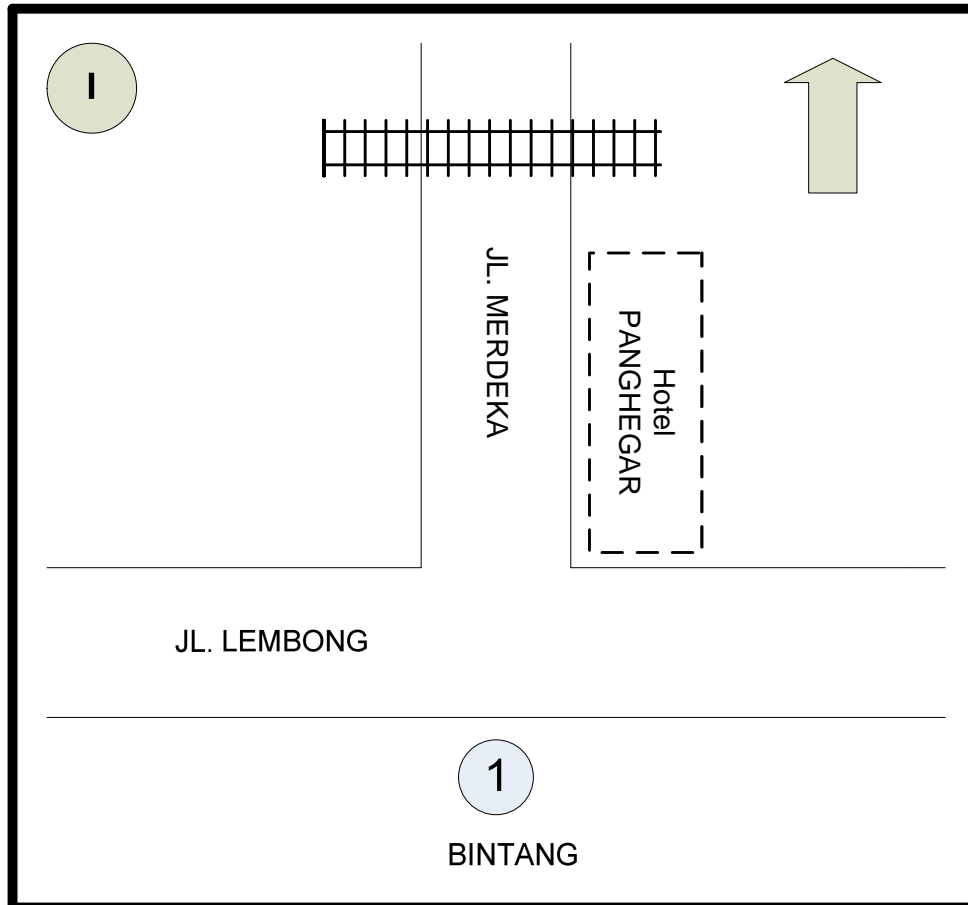 I
JL. MERDEKA
Hotel
PANGHEGAR
JL. LEMBONG
1
BINTANG